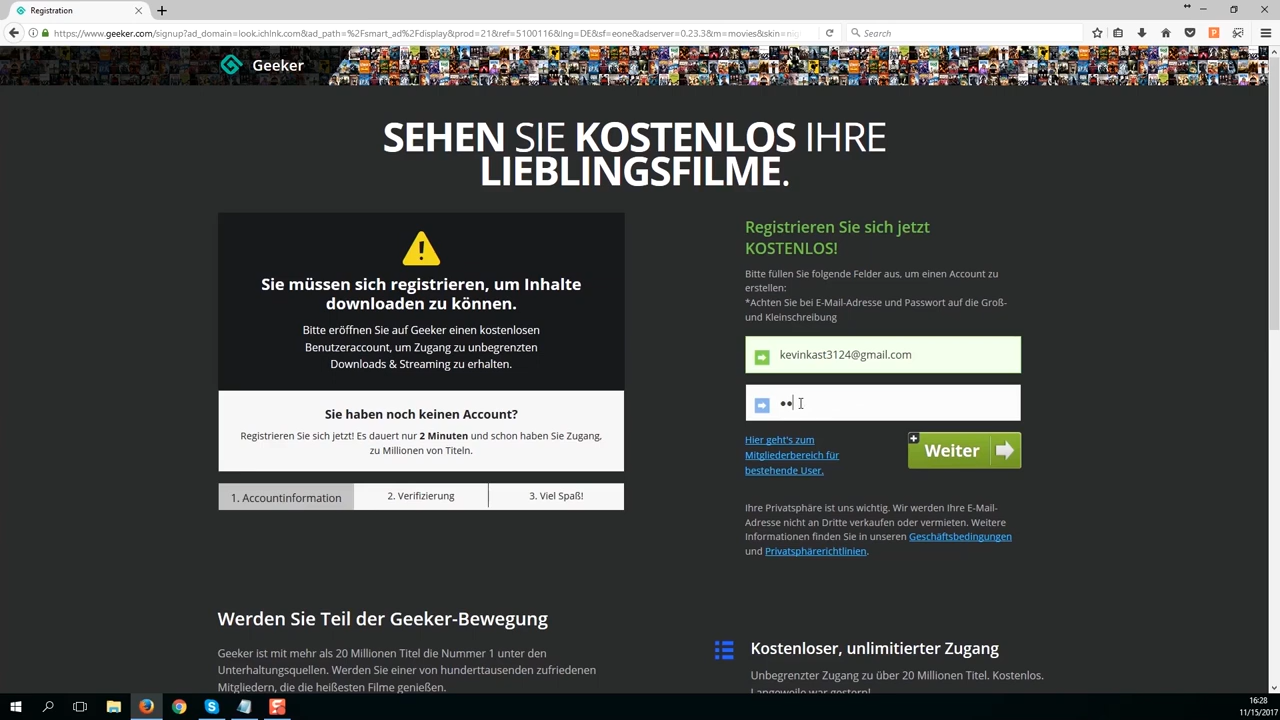 Registration
https://www.geeker.com/signup?ad_domain=look.ichlnk.com&ad_path=%2Fsmart_ad%2Fdisplay&prod=21&ref=5100116&lng=DE&sf=eone&adserver=0.23.3&m=movies&skin=nig
Search
Geeker
SEHEN SIE KOSTENLOS IHRE
LIEBLINGSFILME.
Sie müssen sich registrieren, um Inhalte
downloaden zu können.
Bitte eröffnen Sie auf Geeker einen kostenlosen
Benutzeraccount, um Zugang zu unbegrenzten
Downloads & Streaming zu erhalten.
Sie haben noch keinen Account?
Registrieren Sie sich jetzt! Es dauert nur 2 Minuten und schon haben Sie Zugang,
zu Millionen von Titeln.
1. Accountinformation
2. Verifizierung
3. Viel Spaß!
Registrieren Sie sich jetzt
KOSTENLOS!
Bitte füllen Sie folgende Felder aus, um einen Account zu
erstellen:
*Achten Sie bei E-Mail-Adresse und Passwort auf die Groß-
und Kleinschreibung
kevinkast3124@gmail.com
••
Hier geht's zum
Mitgliederbereich für
bestehende User.
Weiter
Ihre Privatsphäre ist uns wichtig. Wir werden Ihre E-Mail-
Adresse nicht an Dritte verkaufen oder vermieten. Weitere
Informationen finden Sie in unseren Geschäftsbedingungen
und Privatsphärerichtlinien.
Werden Sie Teil der Geeker-Bewegung
Geeker ist mit mehr als 20 Millionen Titel die Nummer 1 unter den
Unterhaltungsquellen. Werden Sie einer von hunderttausenden zufriedenen
Mitgliedern, die die heißesten Filme genießen.
Kostenloser, unlimitierter Zugang
Unbegrenzter Zugang zu über 20 Millionen Titel. Kostenlos.
Langeweile war gestern!
16:28
11/15/2017